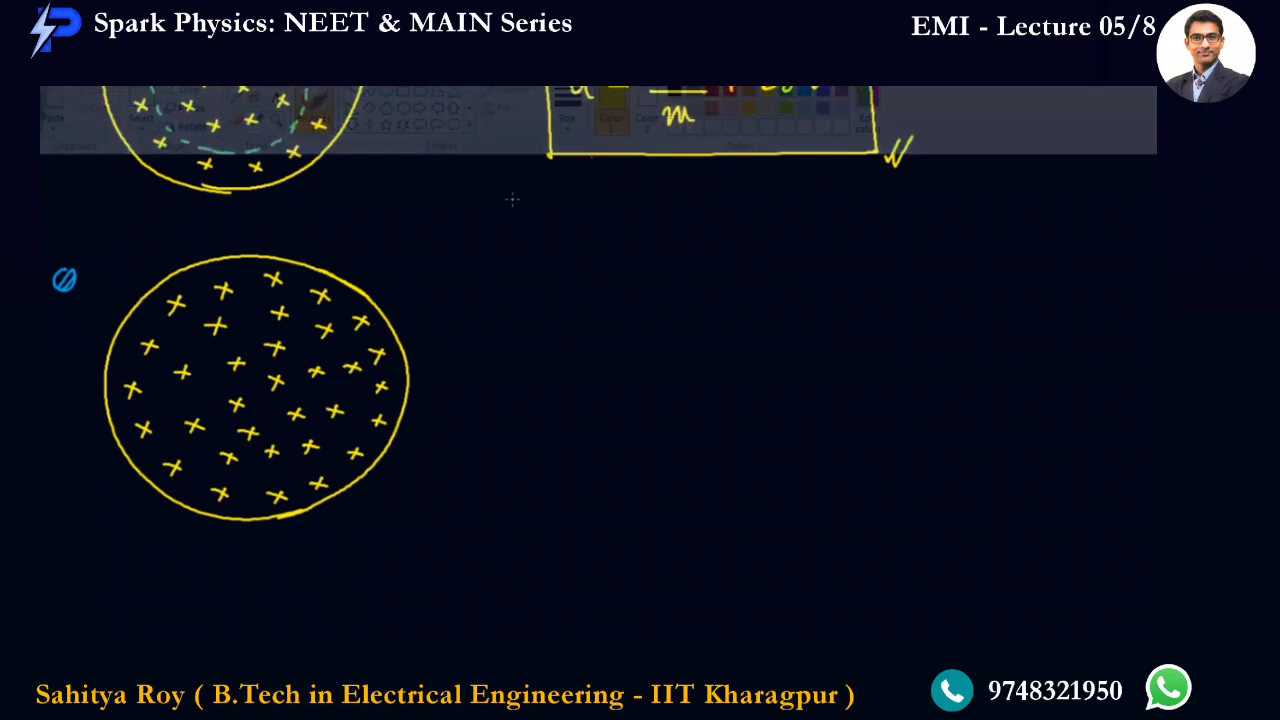 Spark Physics: NEET & MAIN Series
EMI - Lecture 05/8
m
Sahitya Roy ( B.Tech in Electrical Engineering - IIT Kharagpur )
9748321950